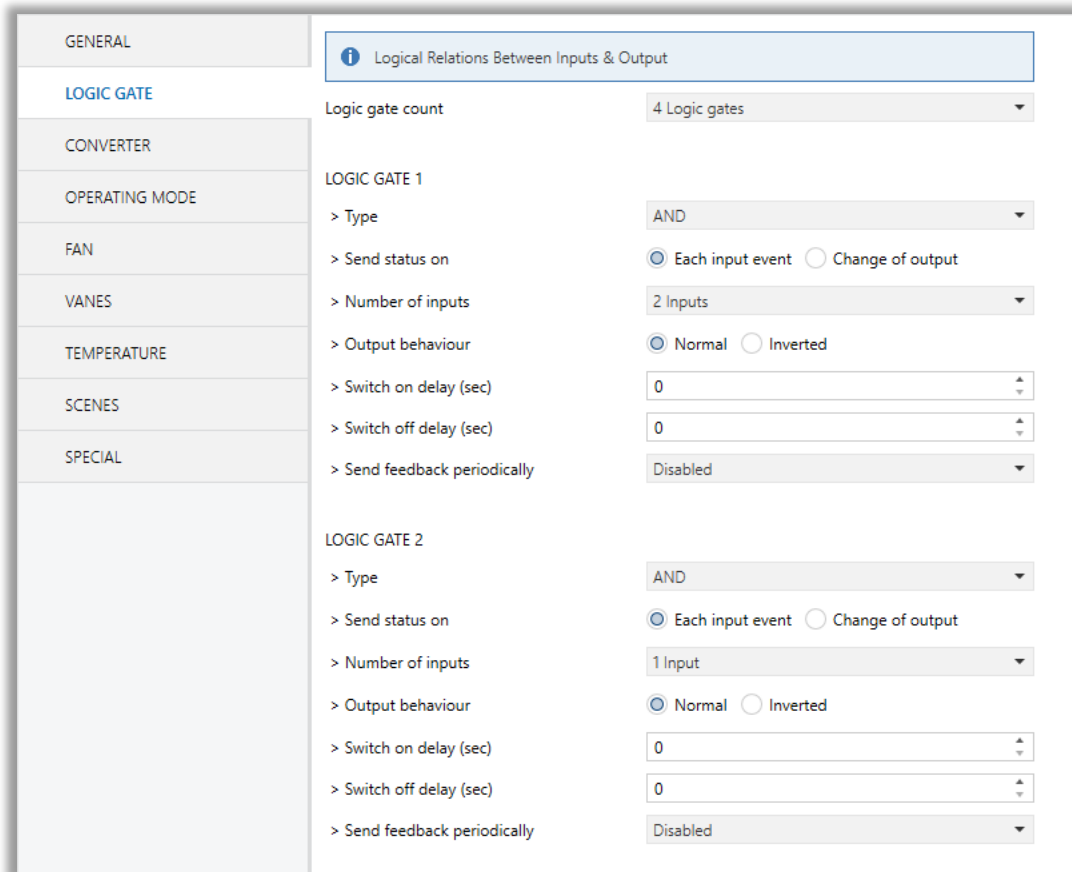 GENERAL
LOGIC GATE
CONVERTER
OPERATING MODE
FAN
VANES
TEMPERATURE
SCENES
SPECIAL
Logical Relations Between Inputs & Output
Logic gate count 4 Logic gates
LOGIC GATE 1
> Type AND
> Send status on Each input event Change of output
> Number of inputs 2 Inputs
> Output behaviour Normal Inverted
> Switch on delay (sec) 0
> Switch off delay (sec) 0
> Send feedback periodically Disabled
LOGIC GATE 2
> Type AND
> Send status on Each input event Change of output
> Number of inputs 1 Input
> Output behaviour Normal Inverted
> Switch on delay (sec) 0
> Switch off delay (sec) 0
> Send feedback periodically Disabled